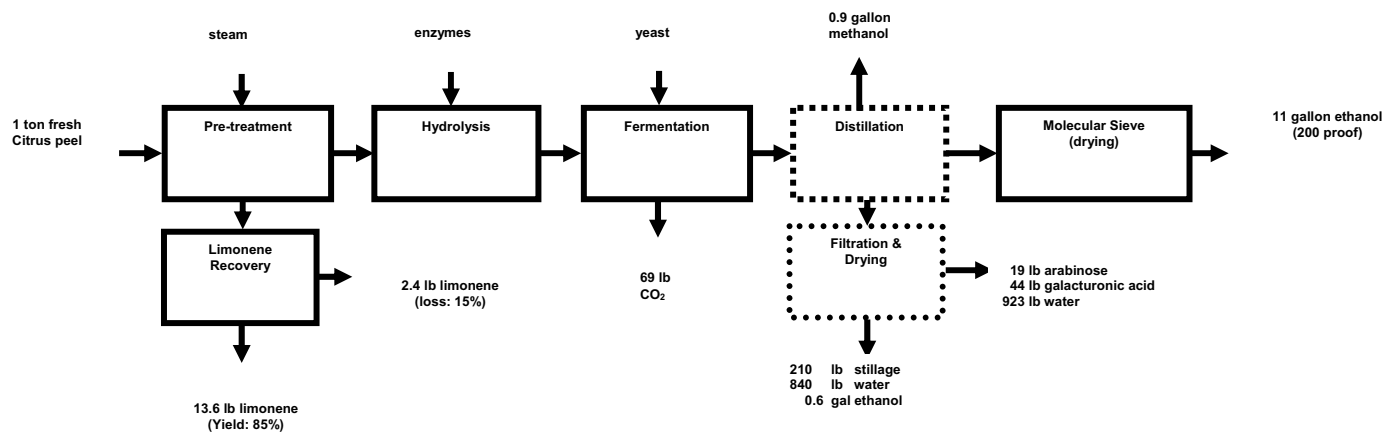 steam
enzymes
yeast
0.9 gallon
methanol
1 ton fresh
Citrus peel
Pre-treatment
Hydrolysis
Fermentation
Distillation
Molecular Sieve
(drying)
11 gallon ethanol
(200 proof)
Limonene
Recovery
2.4 lb limonene
(loss: 15%)
69 lb
CO₂
Filtration &
Drying
19 lb arabinose
44 lb galacturonic acid
923 lb water
210 lb stillage
840 lb water
0.6 gal ethanol
13.6 lb limonene
(Yield: 85%)